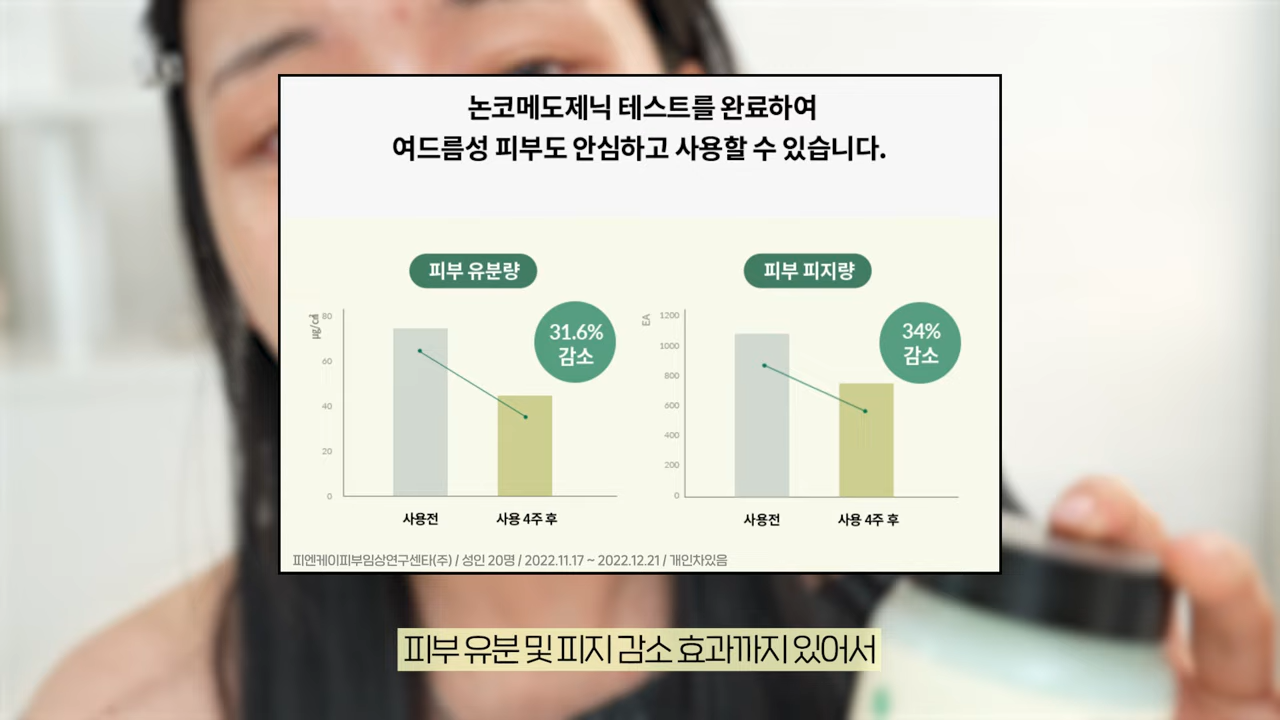 논코메도제닉 테스트를 완료하여
여드름성 피부도 안심하고 사용할 수 있습니다.
피부 유분량
μg/㎠
80
60
40
20
0
31.6%
감소
사용전
사용 4주 후
피부 피지량
EA
1200
1000
800
600
400
200
0
34%
감소
사용전
사용 4주 후
피엔케이피부임상연구센타(주) / 성인 20명 / 2022.11.17 ~ 2022.12.21 / 개인차있음
피부 유분 및 피지 감소 효과까지 있어서